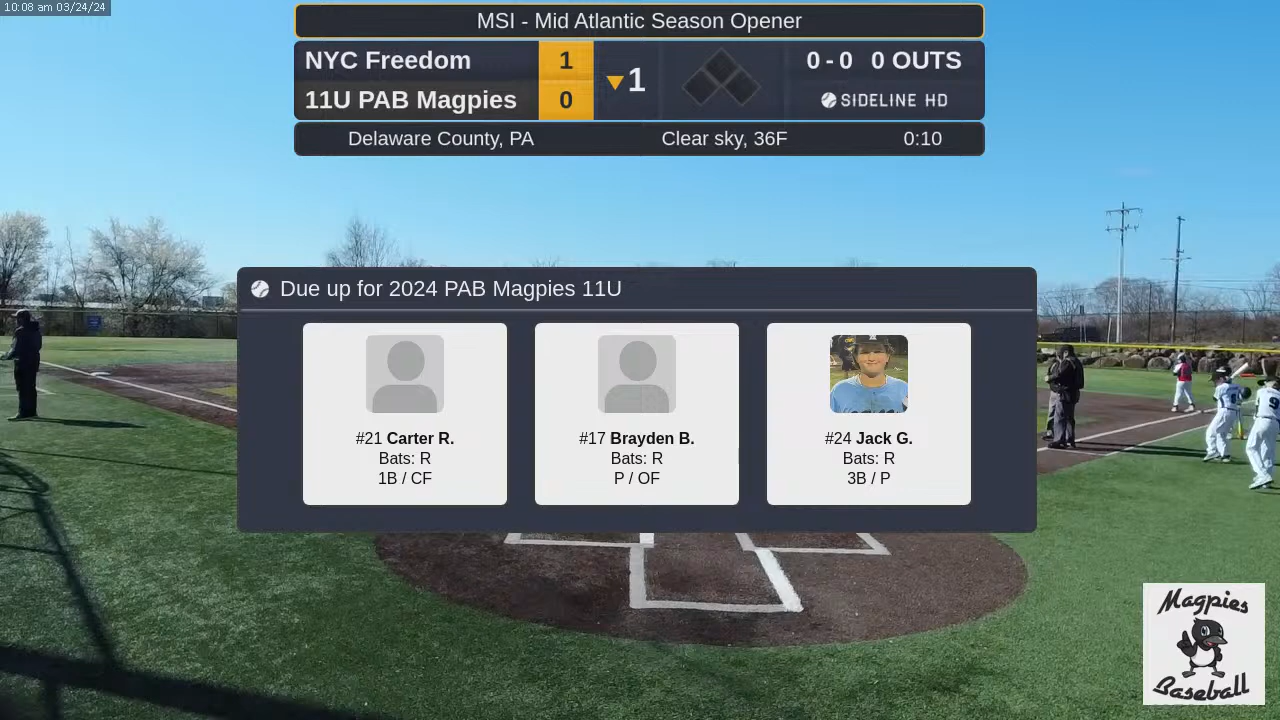 10:08 am 03/24/24
MSI - Mid Atlantic Season Opener
NYC Freedom 1
11U PAB Magpies 0
▼1
0 - 0 0 OUTS
SIDELINE HD
Delaware County, PA Clear sky, 36F 0:10
Due up for 2024 PAB Magpies 11U
#21 Carter R.
Bats: R
1B / CF
#17 Brayden B.
Bats: R
P / OF
#24 Jack G.
Bats: R
3B / P
9
Magpies
Baseball